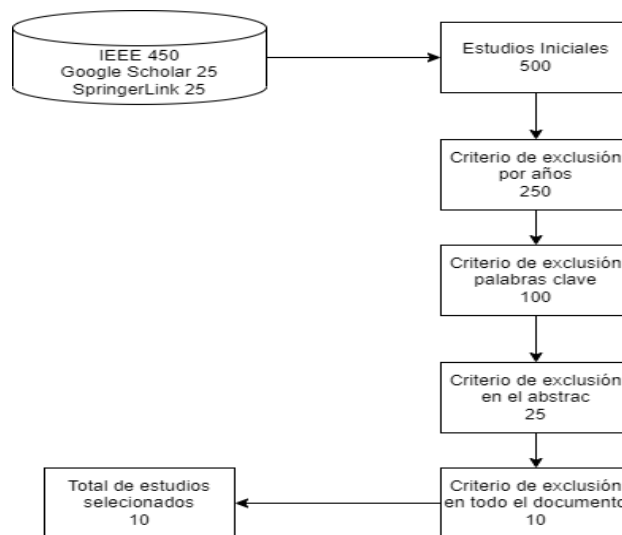 IEEE 450
Google Scholar 25
SpringerLink 25
Estudios Iniciales
500
Criterio de exclusión
por años
250
Criterio de exclusión
palabras clave
100
Criterio de exclusión
en el abstrac
25
Criterio de exclusión
en todo el documento
10
Total de estudios
selecionados
10